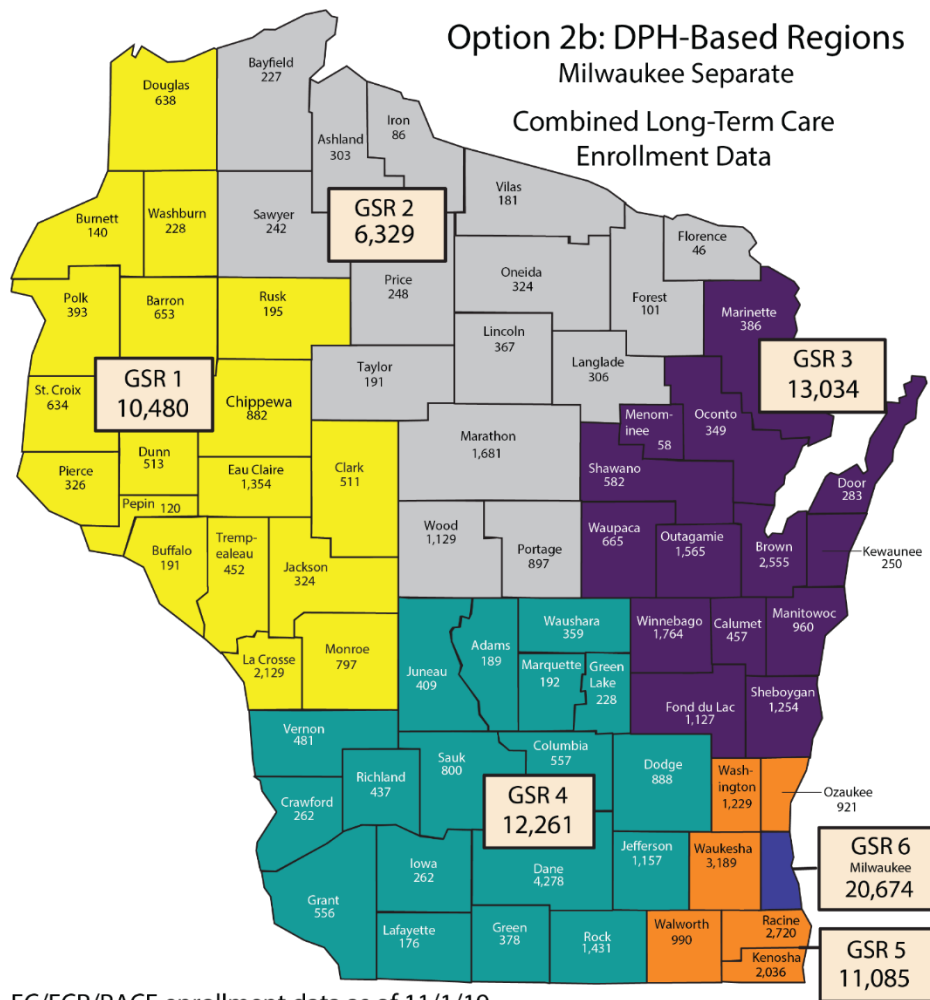 Option 2b: DPH-Based Regions
Milwaukee Separate
Combined Long-Term Care
Enrollment Data
Bayfield
227
Douglas
638
Iron
86
Ashland
303
Vilas
181
Burnett
140
Washburn
228
Sawyer
242
GSR 2
6,329
Florence
46
Polk
393
Barron
653
Rusk
195
Price
248
Oneida
324
Forest
101
Marinette
386
Lincoln
367
Langlade
306
Taylor
191
GSR 3
13,034
St. Croix
634
GSR 1
10,480
Chippewa
882
Menom-
inee
58
Oconto
349
Marathon
1,681
Dunn
513
Pierce
326
Eau Claire
1,354
Clark
511
Shawano
582
Door
283
Pepin 120
Wood
1,129
Portage
897
Waupaca
665
Outagamie
1,565
Brown
2,555
Kewaunee
250
Buffalo
191
Tremp-
ealeau
452
Jackson
324
Waushara
359
Winnebago
1,764
Calumet
457
Manitowoc
960
La Crosse
2,129
Monroe
797
Juneau
409
Adams
189
Marquette
192
Green
Lake
228
Fond du Lac
1,127
Sheboygan
1,254
Vernon
481
Sauk
800
Columbia
557
Dodge
888
Wash-
ington
1,229
Ozaukee
921
Richland
437
Crawford
262
GSR 4
12,261
Iowa
262
Dane
4,278
Jefferson
1,157
Waukesha
3,189
GSR 6
Milwaukee
20,674
Grant
556
Lafayette
176
Green
378
Rock
1,431
Walworth
990
Racine
2,720
Kenosha
2,036
GSR 5
11,085